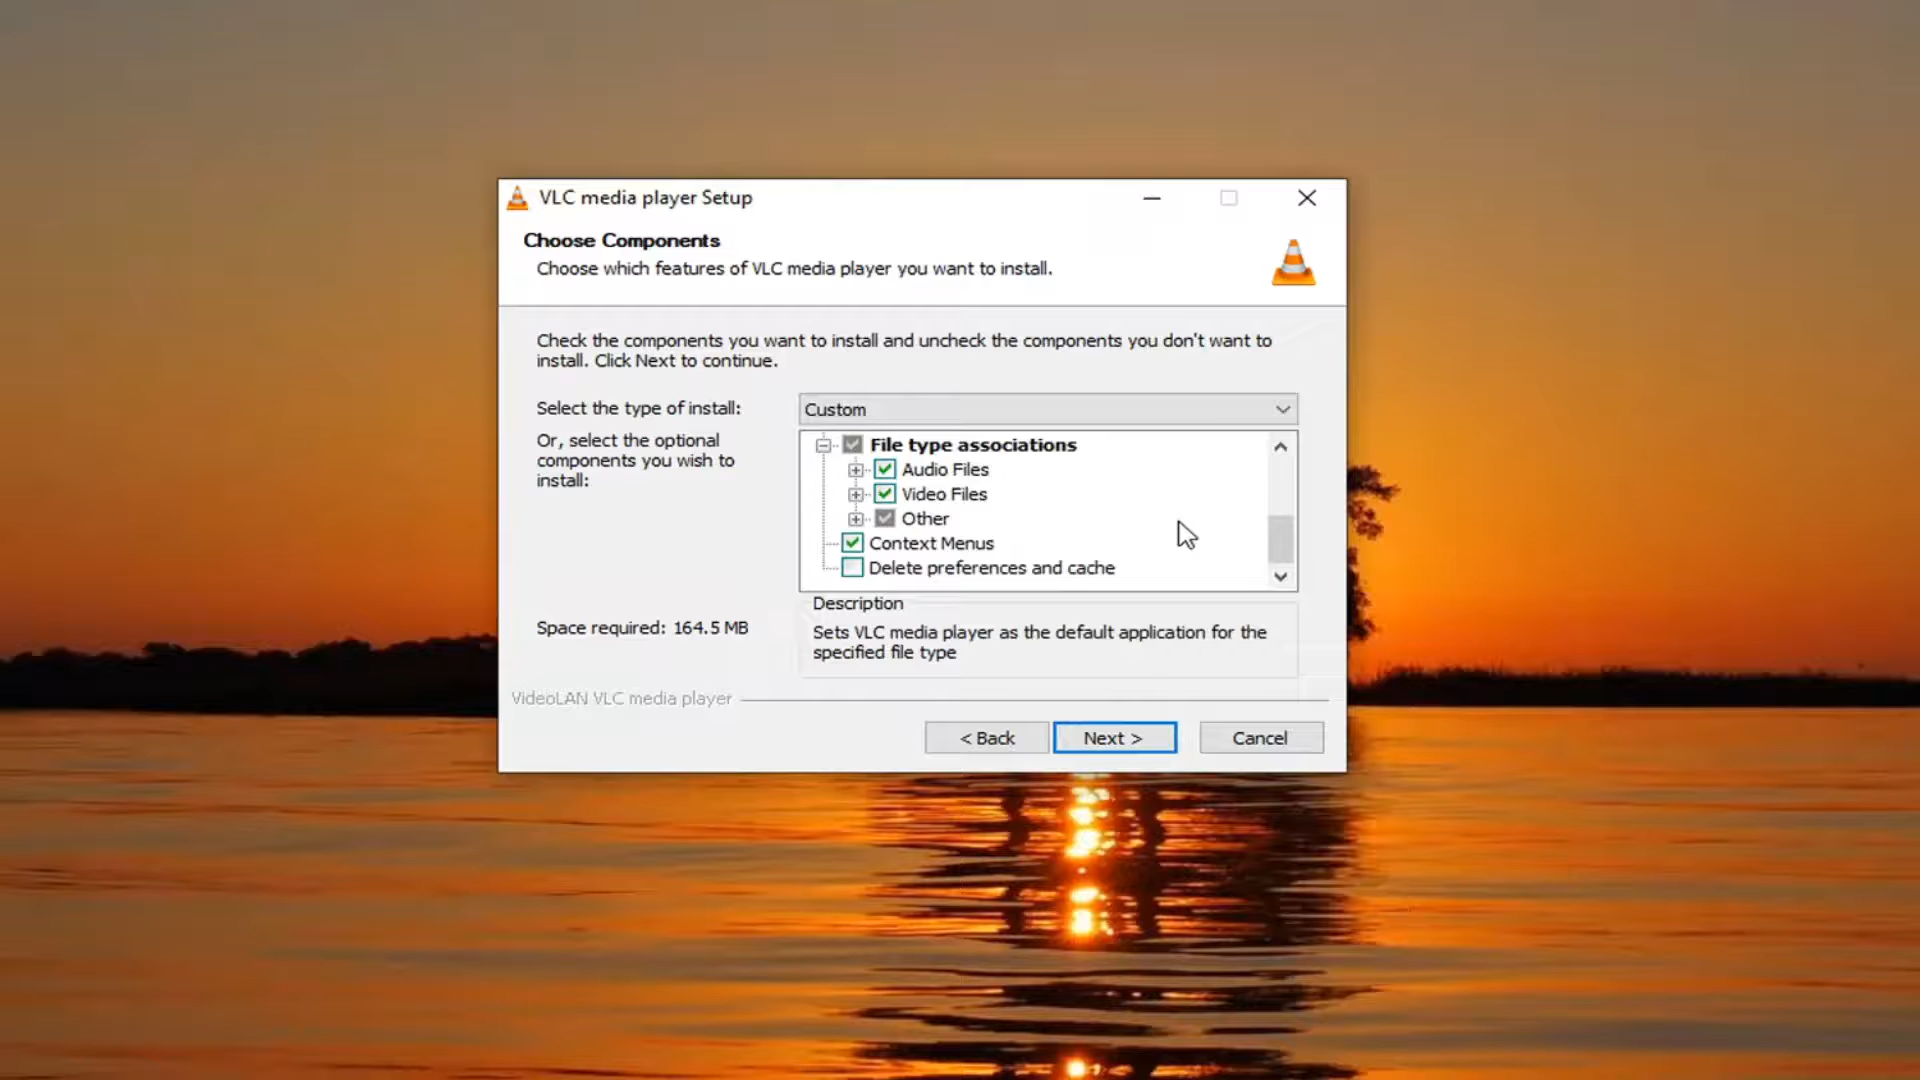 VLC media player Setup
Choose Components
Choose which features of VLC media player you want to install.
Check the components you want to install and uncheck the components you don't want to
install. Click Next to continue.
Select the type of install:
Custom
Or, select the optional
components you wish to
install:
File type associations
Audio Files
Video Files
Other
Context Menus
Delete preferences and cache
Space required: 164.5 MB
Description
Sets VLC media player as the default application for the
specified file type
VideoLAN VLC media player
< Back
Next >
Cancel